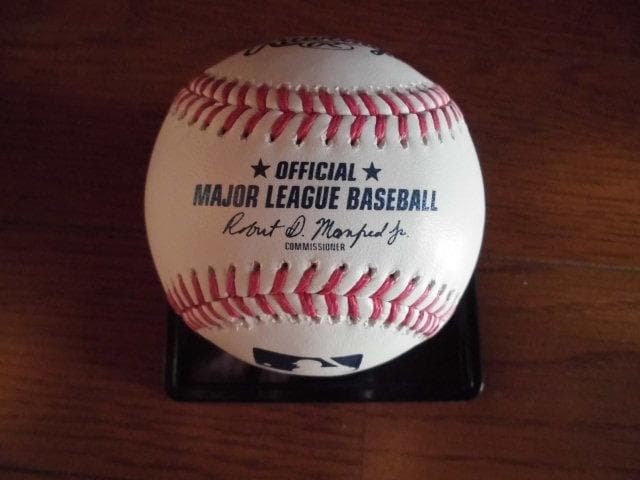 ★ OFFICIAL ★
MAJOR LEAGUE BASEBALL
Robert D. Manfred Jr.
COMMISSIONER